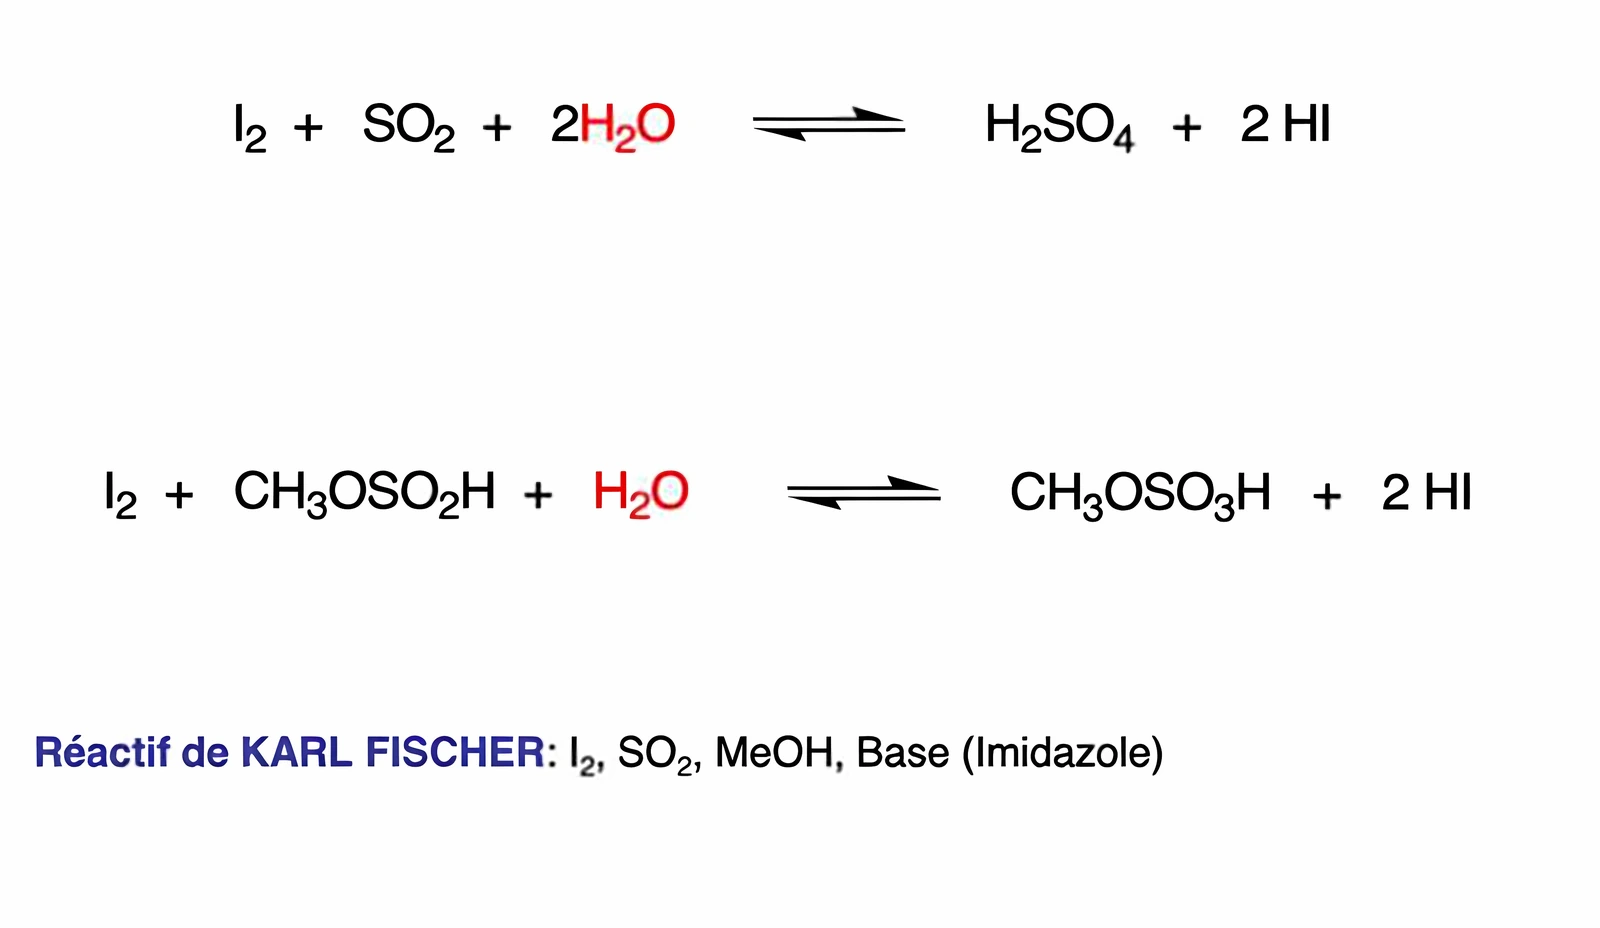 I₂ + SO₂ + 2H₂O ⇌ H₂SO₄ + 2 HI
I₂ + CH₃OSO₂H + H₂O ⇌ CH₃OSO₃H + 2 HI
Réactif de KARL FISCHER: I₂, SO₂, MeOH, Base (Imidazole)